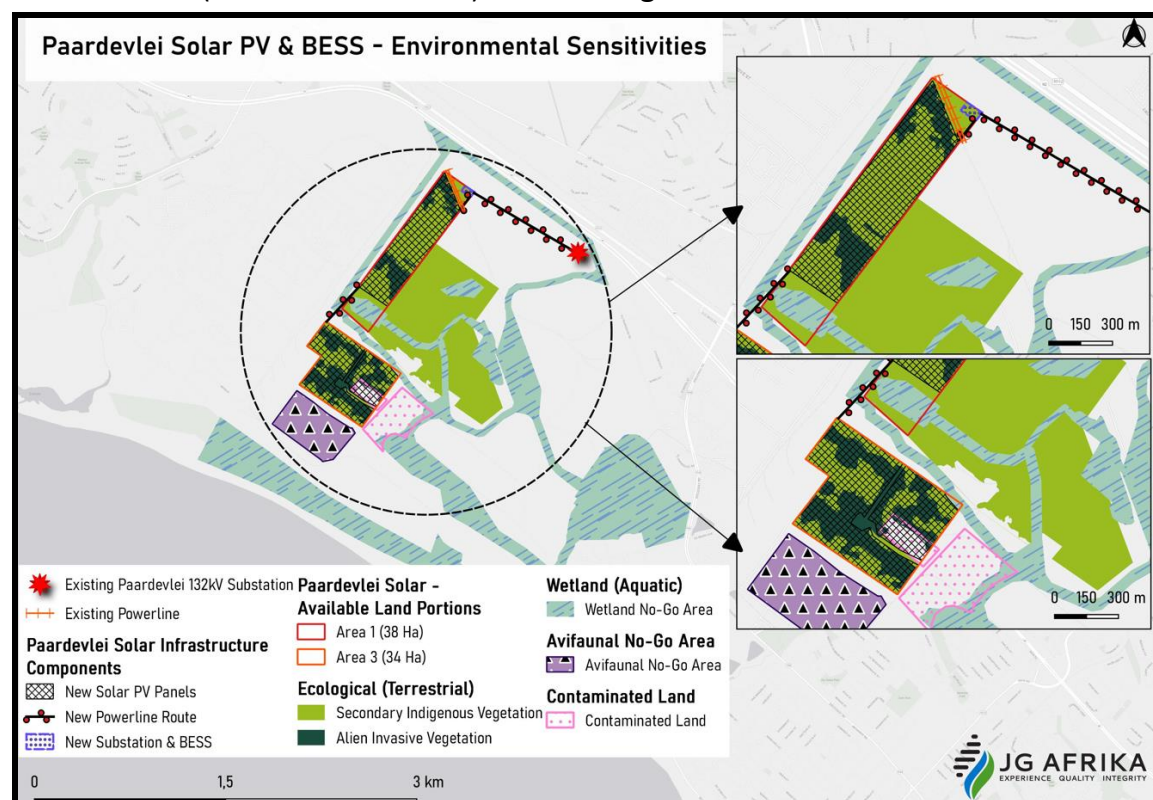 Paardevlei Solar PV & BESS - Environmental Sensitivities
0 150 300 m
0 150 300 m
Existing Paardevlei 132kV Substation
Existing Powerline
Paardevlei Solar Infrastructure
Components
New Solar PV Panels
New Powerline Route
New Substation & BESS
Paardevlei Solar -
Available Land Portions
Area 1 (38 Ha)
Area 3 (34 Ha)
Ecological (Terrestrial)
Secondary Indigenous Vegetation
Alien Invasive Vegetation
Wetland (Aquatic)
Wetland No-Go Area
Avifaunal No-Go Area
Avifaunal No-Go Area
Contaminated Land
Contaminated Land
0 1,5 3 km
JG AFRIKA
EXPERIENCE QUALITY INTEGRITY